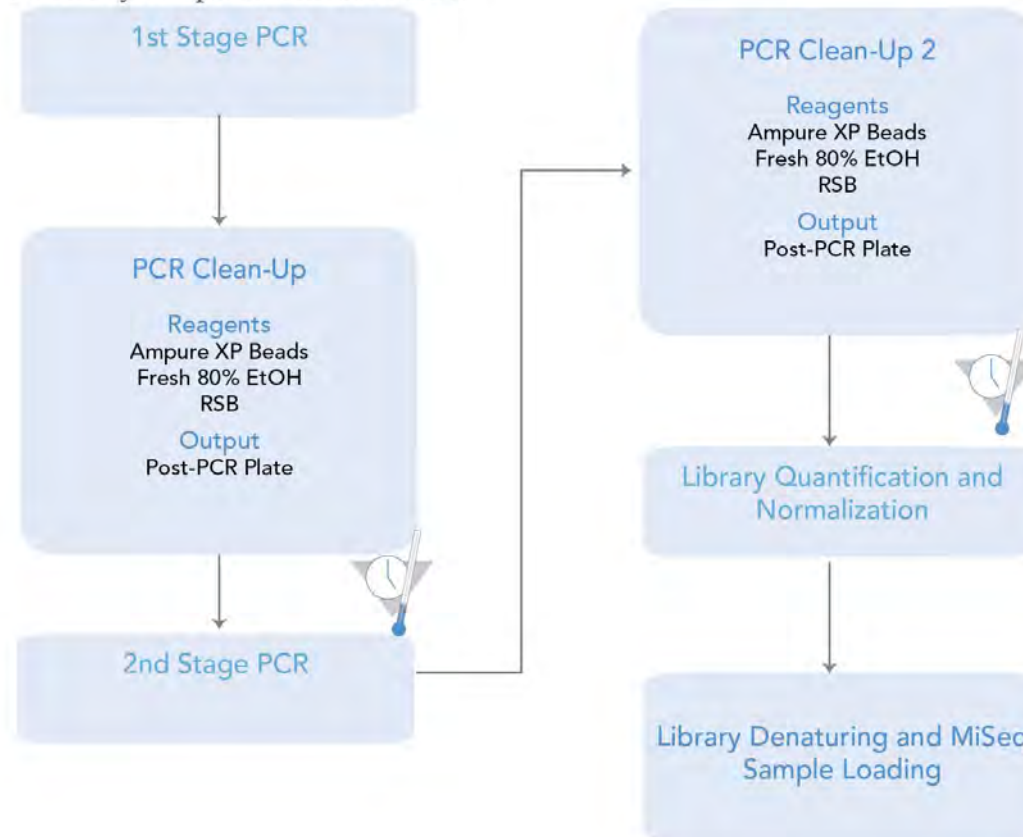 1st Stage PCR
PCR Clean-Up
Reagents
Ampure XP Beads
Fresh 80% EtOH
RSB
Output
Post-PCR Plate
2nd Stage PCR
PCR Clean-Up 2
Reagents
Ampure XP Beads
Fresh 80% EtOH
RSB
Output
Post-PCR Plate
Library Quantification and
Normalization
Library Denaturing and MiSeq
Sample Loading